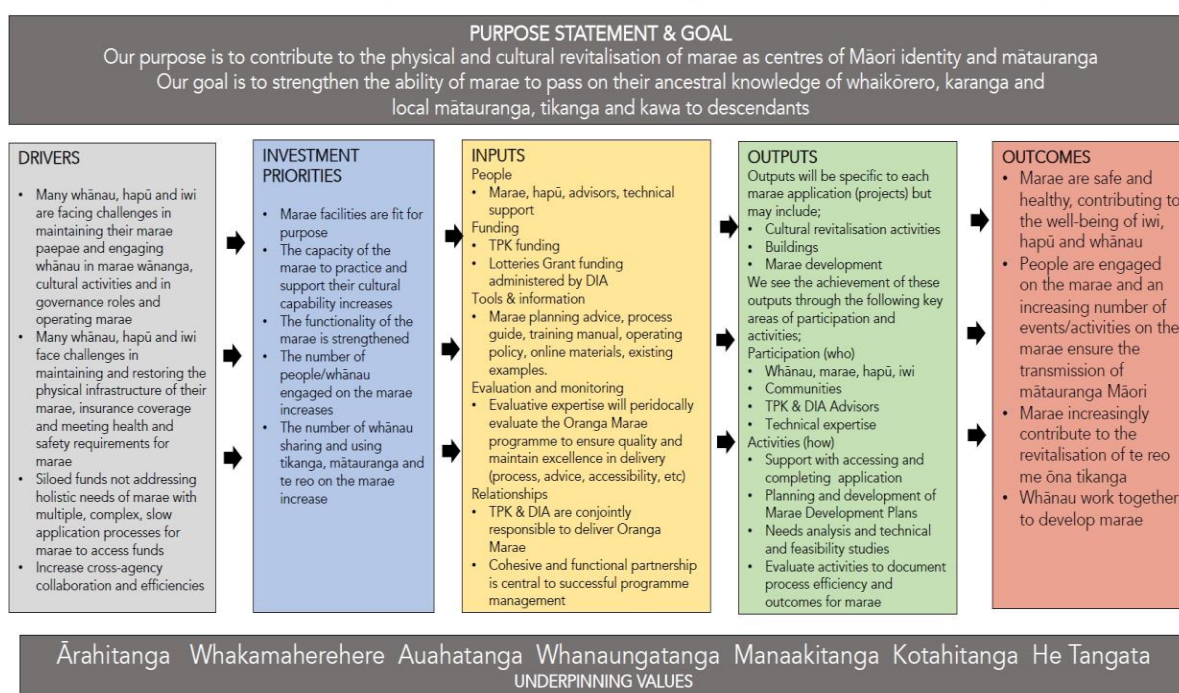 PURPOSE STATEMENT & GOAL
Our purpose is to contribute to the physical and cultural revitalisation of marae as centres of Māori identity and mātauranga
Our goal is to strengthen the ability of marae to pass on their ancestral knowledge of whaikōrero, karanga and
local mātauranga, tikanga and kawa to descendants
DRIVERS
• Many whānau, hapū and iwi
are facing challenges in
maintaining their marae
paepae and engaging
whānau in marae wānanga,
cultural activities and in
governance roles and
operating marae
• Many whānau, hapū and iwi
face challenges in
maintaining and restoring the
physical infrastructure of their
marae, insurance coverage
and meeting health and
safety requirements for
marae
• Siloed funds not addressing
holistic needs of marae with
multiple, complex, slow
application processes for
marae to access funds
• Increase cross-agency
collaboration and efficiencies
INVESTMENT
PRIORITIES
• Marae facilities are fit for
purpose
• The capacity of the
marae to practice and
support their cultural
capability increases
• The functionality of the
marae is strengthened
• The number of
people/whānau
engaged on the marae
increases
• The number of whānau
sharing and using
tikanga, mātauranga and
te reo on the marae
increase
INPUTS
People
• Marae, hapū, advisors, technical
support
Funding
• TPK funding
• Lotteries Grant funding
administered by DIA
Tools & information
• Marae planning advice, process
guide, training manual, operating
policy, online materials, existing
examples.
Evaluation and monitoring
• Evaluative expertise will peridocally
evaluate the Oranga Marae
programme to ensure quality and
maintain excellence in delivery
(process, advice, accessibility, etc)
Relationships
• TPK & DIA are conjointly
responsible to deliver Oranga
Marae
• Cohesive and functional partnership
is central to successful programme
management
OUTPUTS
Outputs will be specific to each
marae application (projects) but
may include;
• Cultural revitalisation activities
• Buildings
• Marae development
We see the achievement of these
outputs through the following key
areas of participation and
activities;
Participation (who)
• Whānau, marae, hapū, iwi
• Communities
• TPK & DIA Advisors
• Technical expertise
Activities (how)
• Support with accessing and
completing application
• Planning and development of
Marae Development Plans
• Needs analysis and technical
and feasibility studies
• Evaluate activities to document
process efficiency and
outcomes for marae
OUTCOMES
• Marae are safe and
healthy, contributing to
the well-being of iwi,
hapū and whānau
• People are engaged
on the marae and an
increasing number of
events/activities on the
marae ensure the
transmission of
mātauranga Māori
• Marae increasingly
contribute to the
revitalisation of te reo
me ōna tikanga
• Whānau work together
to develop marae
Ārahitanga Whakamaherehere Auahatanga Whanaungatanga Manaakitanga Kotahitanga He Tangata
UNDERPINNING VALUES